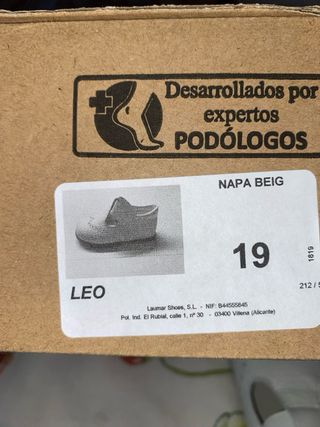 Desarrollados por
expertos
PODÓLOGOS
NAPA BEIG
19
1819
LEO
212 / 5
Laumar Shoes, S.L. - NIF: B44555645
Pol. Ind. El Rubial, calle 1, nº 30 - 03400 Villena (Alicante)